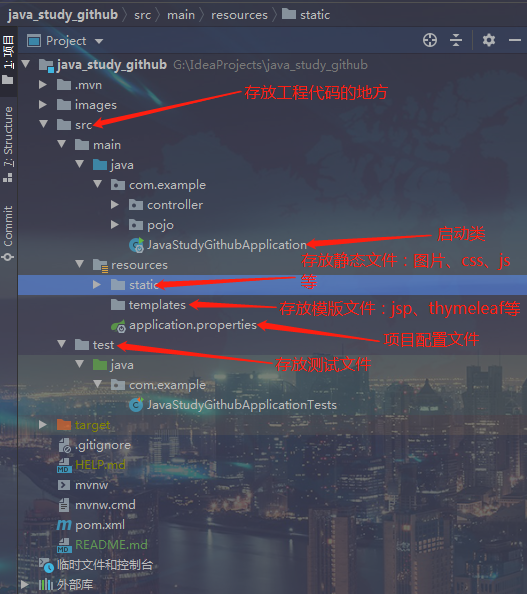 java_study_github src main resources static
Project
java_study_github G:\IdeaProjects\java_study_github
.mvn
images
src
存放工程代码的地方
main
java
com.example
controller
pojo
JavaStudyGithubApplication
启动类
resources
存放静态文件：图片、css、js
等
static
templates
存放模版文件：jsp、thymeleaf等
application.properties
项目配置文件
test
存放测试文件
java
com.example
JavaStudyGithubApplicationTests
target
.gitignore
HELP.md
mvnw
mvnw.cmd
pom.xml
README.md
临时文件和控制台
外部库
1: 项目
7: Structure
Commit